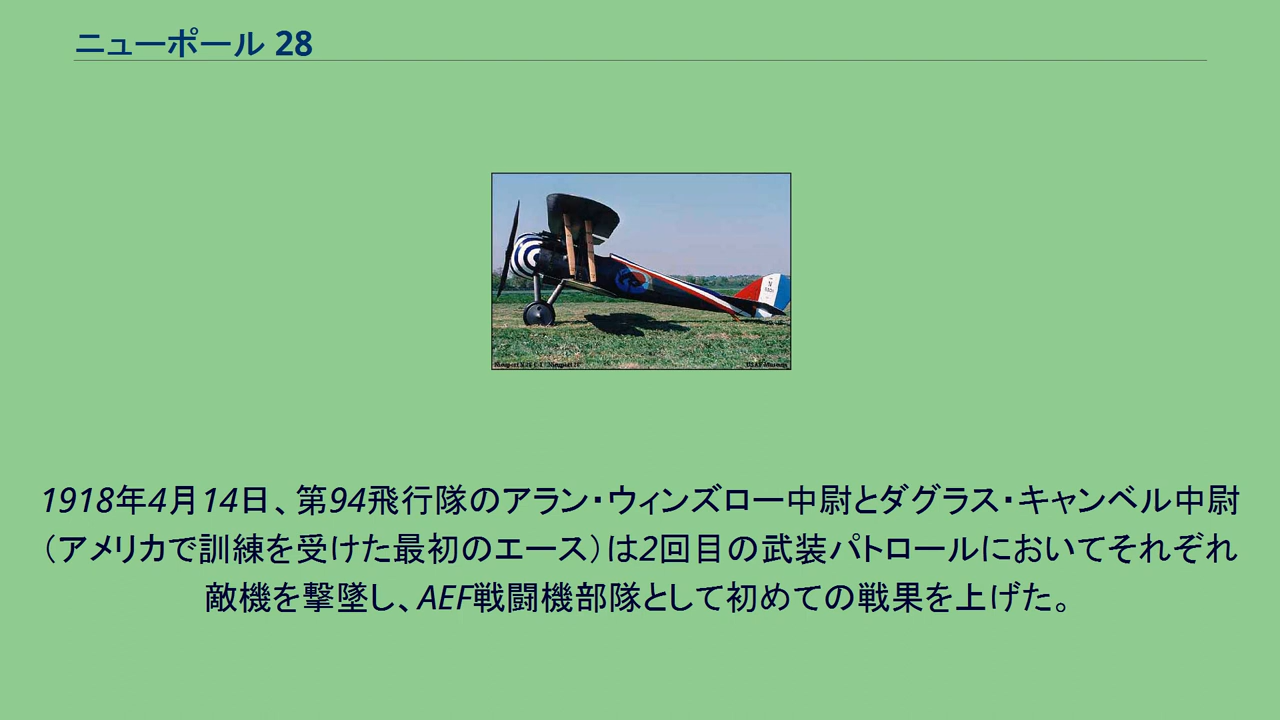 ニューポール 28
1918年4月14日、第94飛行隊のアラン・ウィンズロー中尉とダグラス・キャンベル中尉
（アメリカで訓練を受けた最初のエース）は2回目の武装パトロールにおいてそれぞれ
敵機を撃墜し、AEF戦闘機部隊として初めての戦果を上げた。